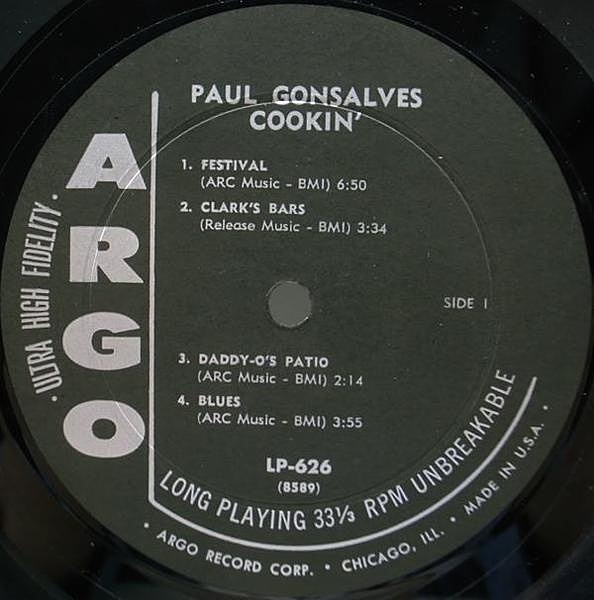 PAUL GONSALVES
COOKIN'
1. FESTIVAL
(ARC Music - BMI) 6:50
2. CLARK'S BARS
(Release Music - BMI) 3:34
SIDE 1
3. DADDY-O'S PATIO
(ARC Music - BMI) 2:14
4. BLUES
(ARC Music - BMI) 3:55
LP-626
(8589)
ARGO
• ULTRA HIGH FIDELITY •
LONG PLAYING 33⅓ RPM UNBREAKABLE
• ARGO RECORD CORP. • CHICAGO, ILL. • MADE IN U.S.A. •